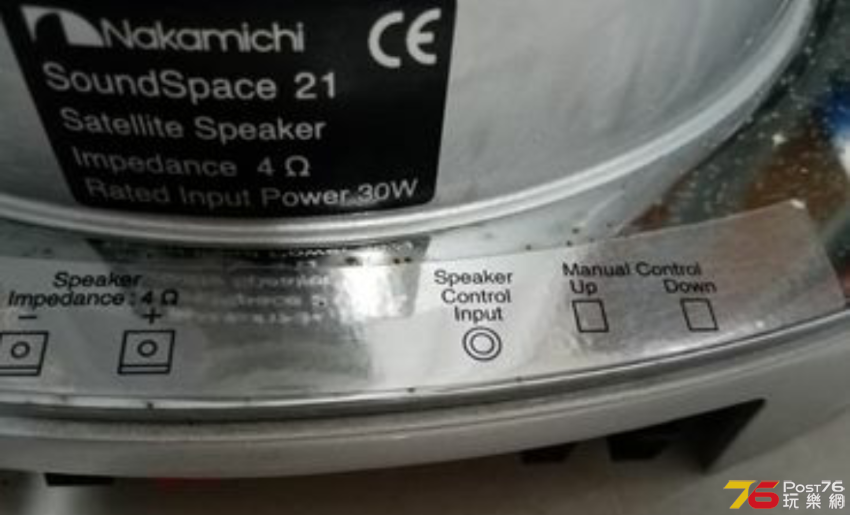 Nakamichi CE
SoundSpace 21
Satellite Speaker
Impedance 4 Ω
Rated Input Power 30W
Speaker
Impedance : 4 Ω
− +
Speaker
Control
Input
Manual Control
Up Down
76 Post76
玩樂網